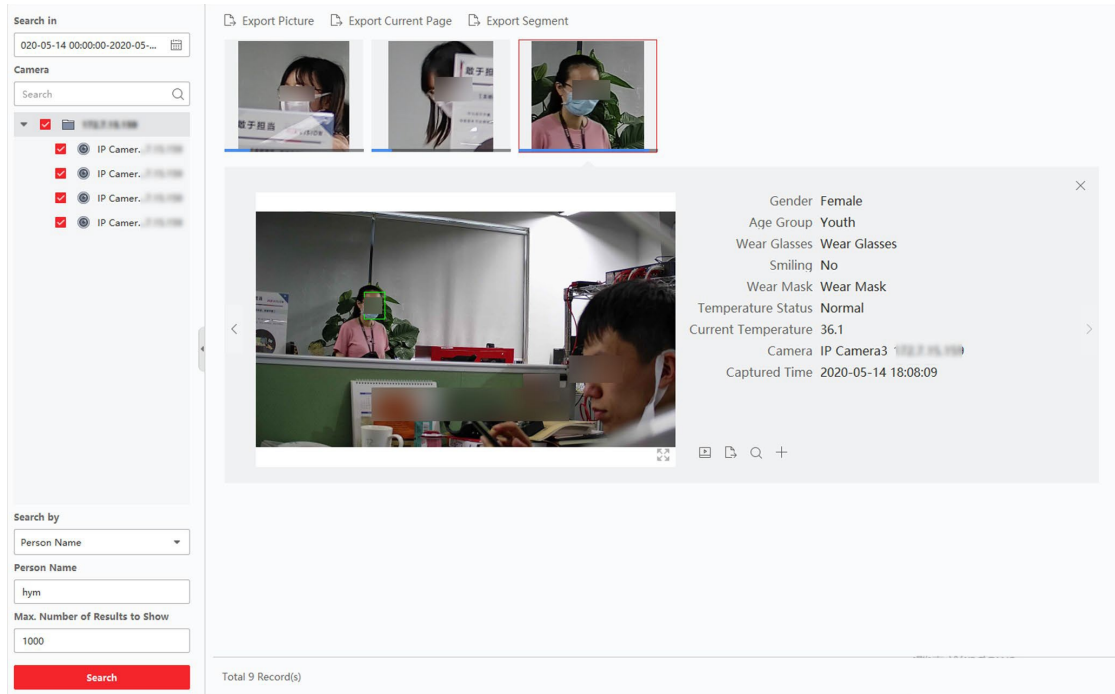 Search in
020-05-14 00:00:00-2020-05-...
Camera
Search
IP Camer.
IP Camer.
IP Camer.
IP Camer.
Search by
Person Name
Person Name
hym
Max. Number of Results to Show
1000
Search
Export Picture
Export Current Page
Export Segment
敢于担当
敢于担
Gender Female
Age Group Youth
Wear Glasses Wear Glasses
Smiling No
Wear Mask Wear Mask
Temperature Status Normal
Current Temperature 36.1
Camera IP Camera3
Captured Time 2020-05-14 18:08:09
Total 9 Record(s)